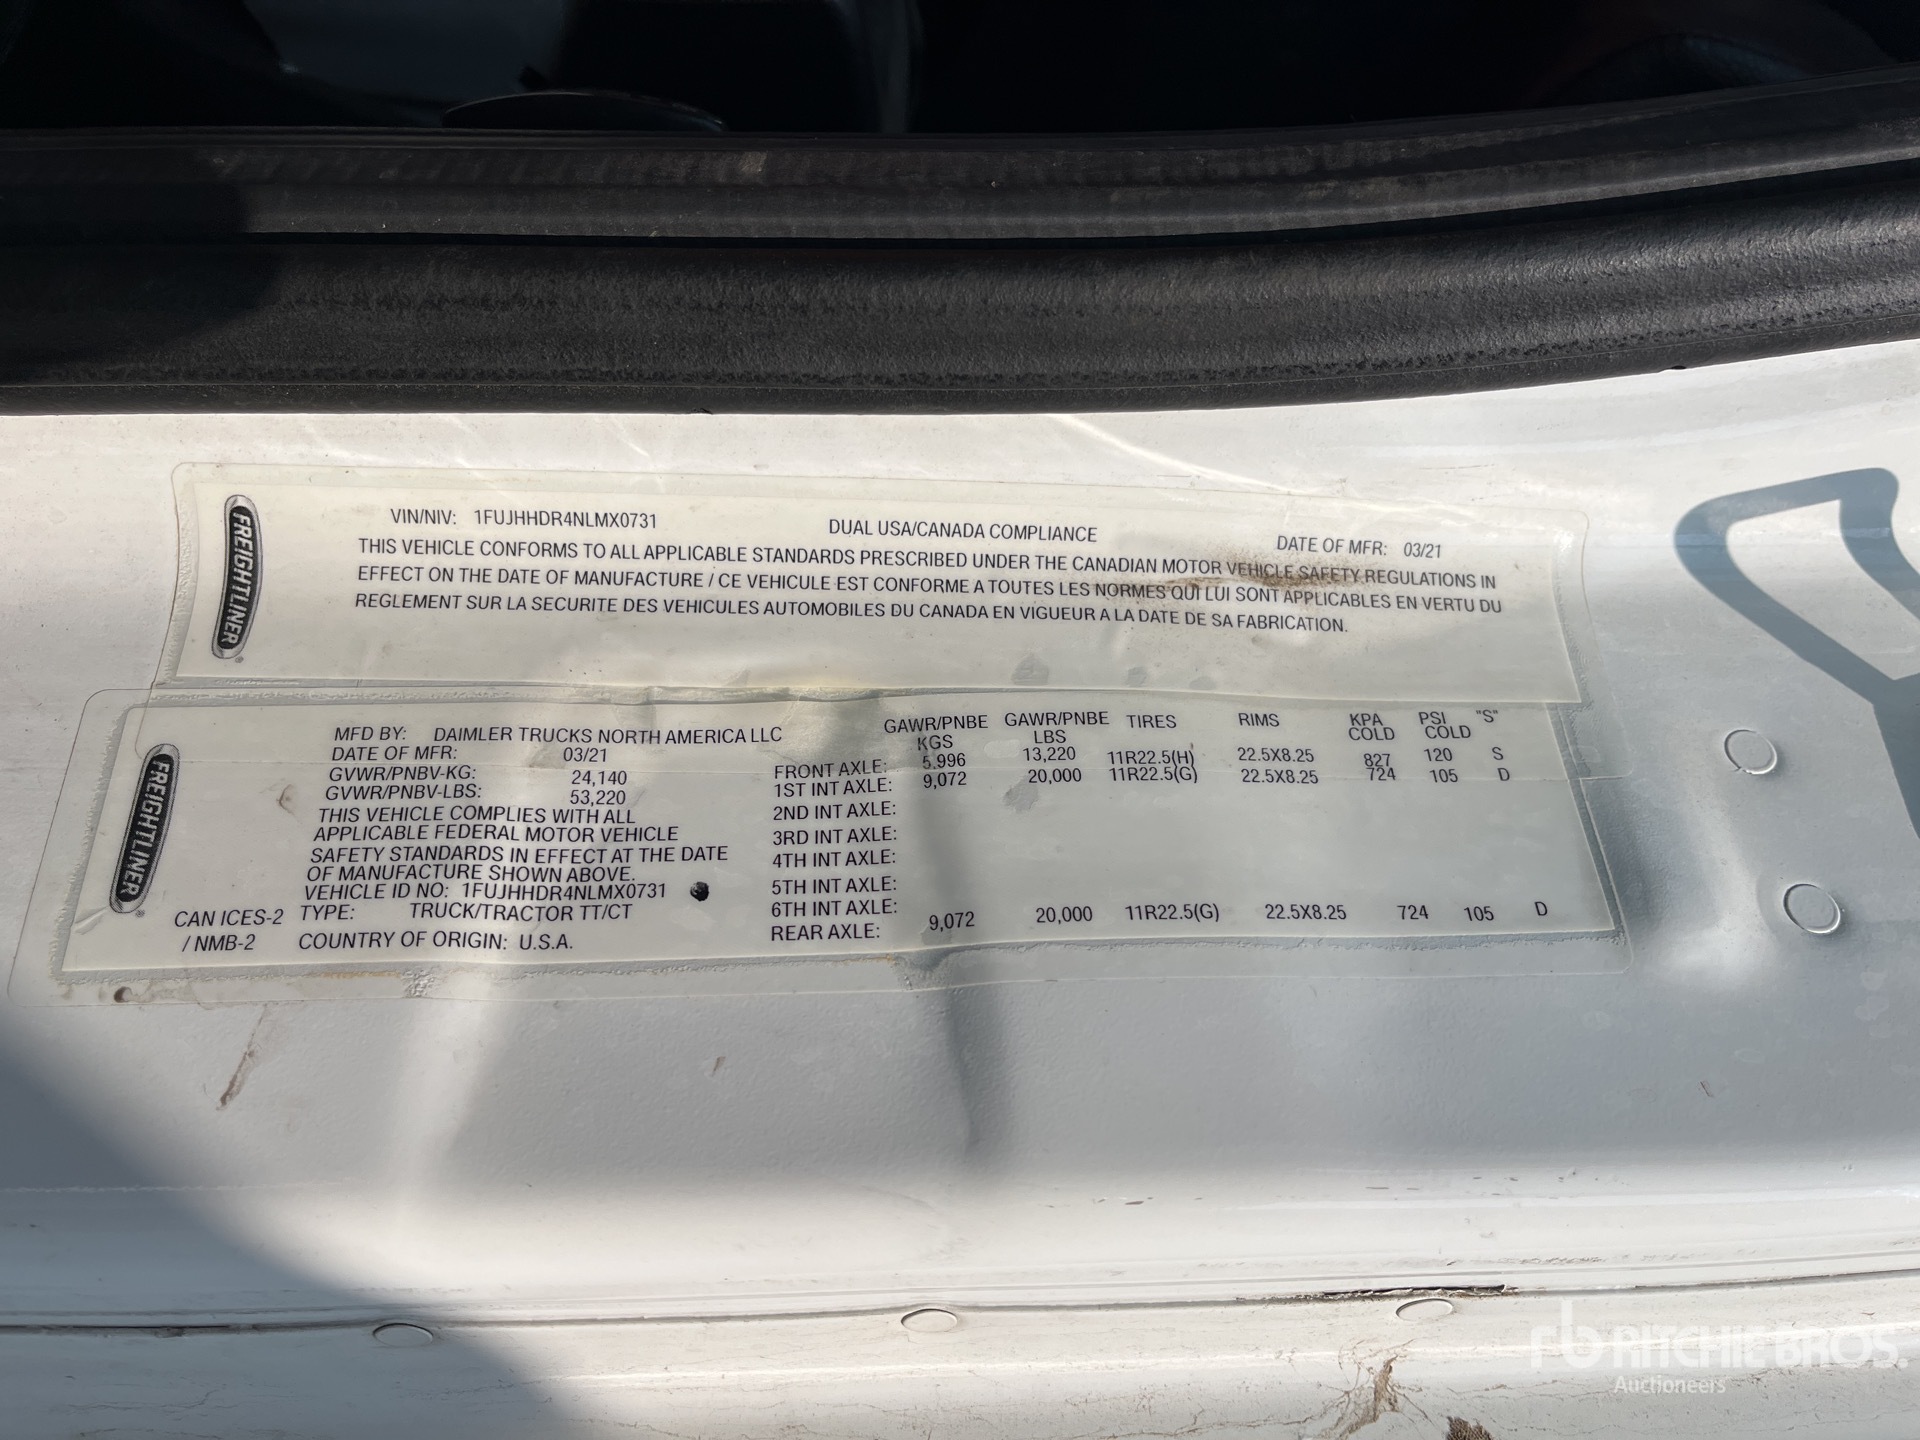 FREIGHTLINER®
VIN/NIV: 1FUJHHDR4NLMX0731 DUAL USA/CANADA COMPLIANCE DATE OF MFR: 03/21
THIS VEHICLE CONFORMS TO ALL APPLICABLE STANDARDS PRESCRIBED UNDER THE CANADIAN MOTOR VEHICLE SAFETY REGULATIONS IN
EFFECT ON THE DATE OF MANUFACTURE / CE VEHICULE EST CONFORME A TOUTES LES NORMES QUI LUI SONT APPLICABLES EN VERTU DU
REGLEMENT SUR LA SECURITE DES VEHICULES AUTOMOBILES DU CANADA EN VIGUEUR A LA DATE DE SA FABRICATION.
FREIGHTLINER®
MFD BY: DAIMLER TRUCKS NORTH AMERICA LLC
DATE OF MFR: 03/21
GVWR/PNBV-KG: 24,140
GVWR/PNBV-LBS: 53,220
THIS VEHICLE COMPLIES WITH ALL
APPLICABLE FEDERAL MOTOR VEHICLE
SAFETY STANDARDS IN EFFECT AT THE DATE
OF MANUFACTURE SHOWN ABOVE.
VEHICLE ID NO: 1FUJHHDR4NLMX0731
TYPE: TRUCK/TRACTOR TT/CT
COUNTRY OF ORIGIN: U.S.A.
CAN ICES-2
/ NMB-2
GAWR/PNBE KGS GAWR/PNBE LBS TIRES RIMS KPA COLD PSI COLD "S"
FRONT AXLE: 5.996 13,220 11R22.5(H) 22.5X8.25 827 120 S
1ST INT AXLE: 9,072 20,000 11R22.5(G) 22.5X8.25 724 105 D
2ND INT AXLE:
3RD INT AXLE:
4TH INT AXLE:
5TH INT AXLE:
6TH INT AXLE:
REAR AXLE: 9,072 20,000 11R22.5(G) 22.5X8.25 724 105 D
rb RITCHIE BROS.
Auctioneers